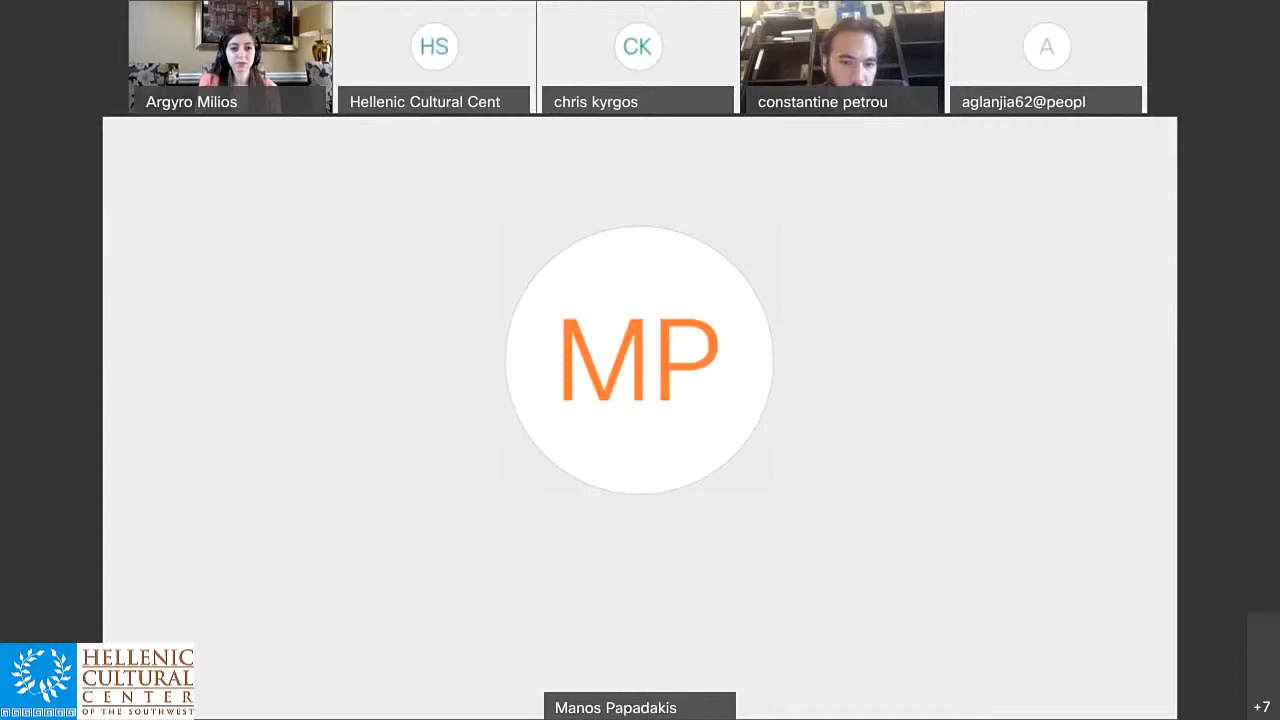 HS
CK
A
Argyro Milios
Hellenic Cultural Cent
chris kyrgos
constantine petrou
aglanjia62@peopl
MP
HELLENIC
CULTURAL
CENTER
OF THE SOUTHWEST
Manos Papadakis
+7